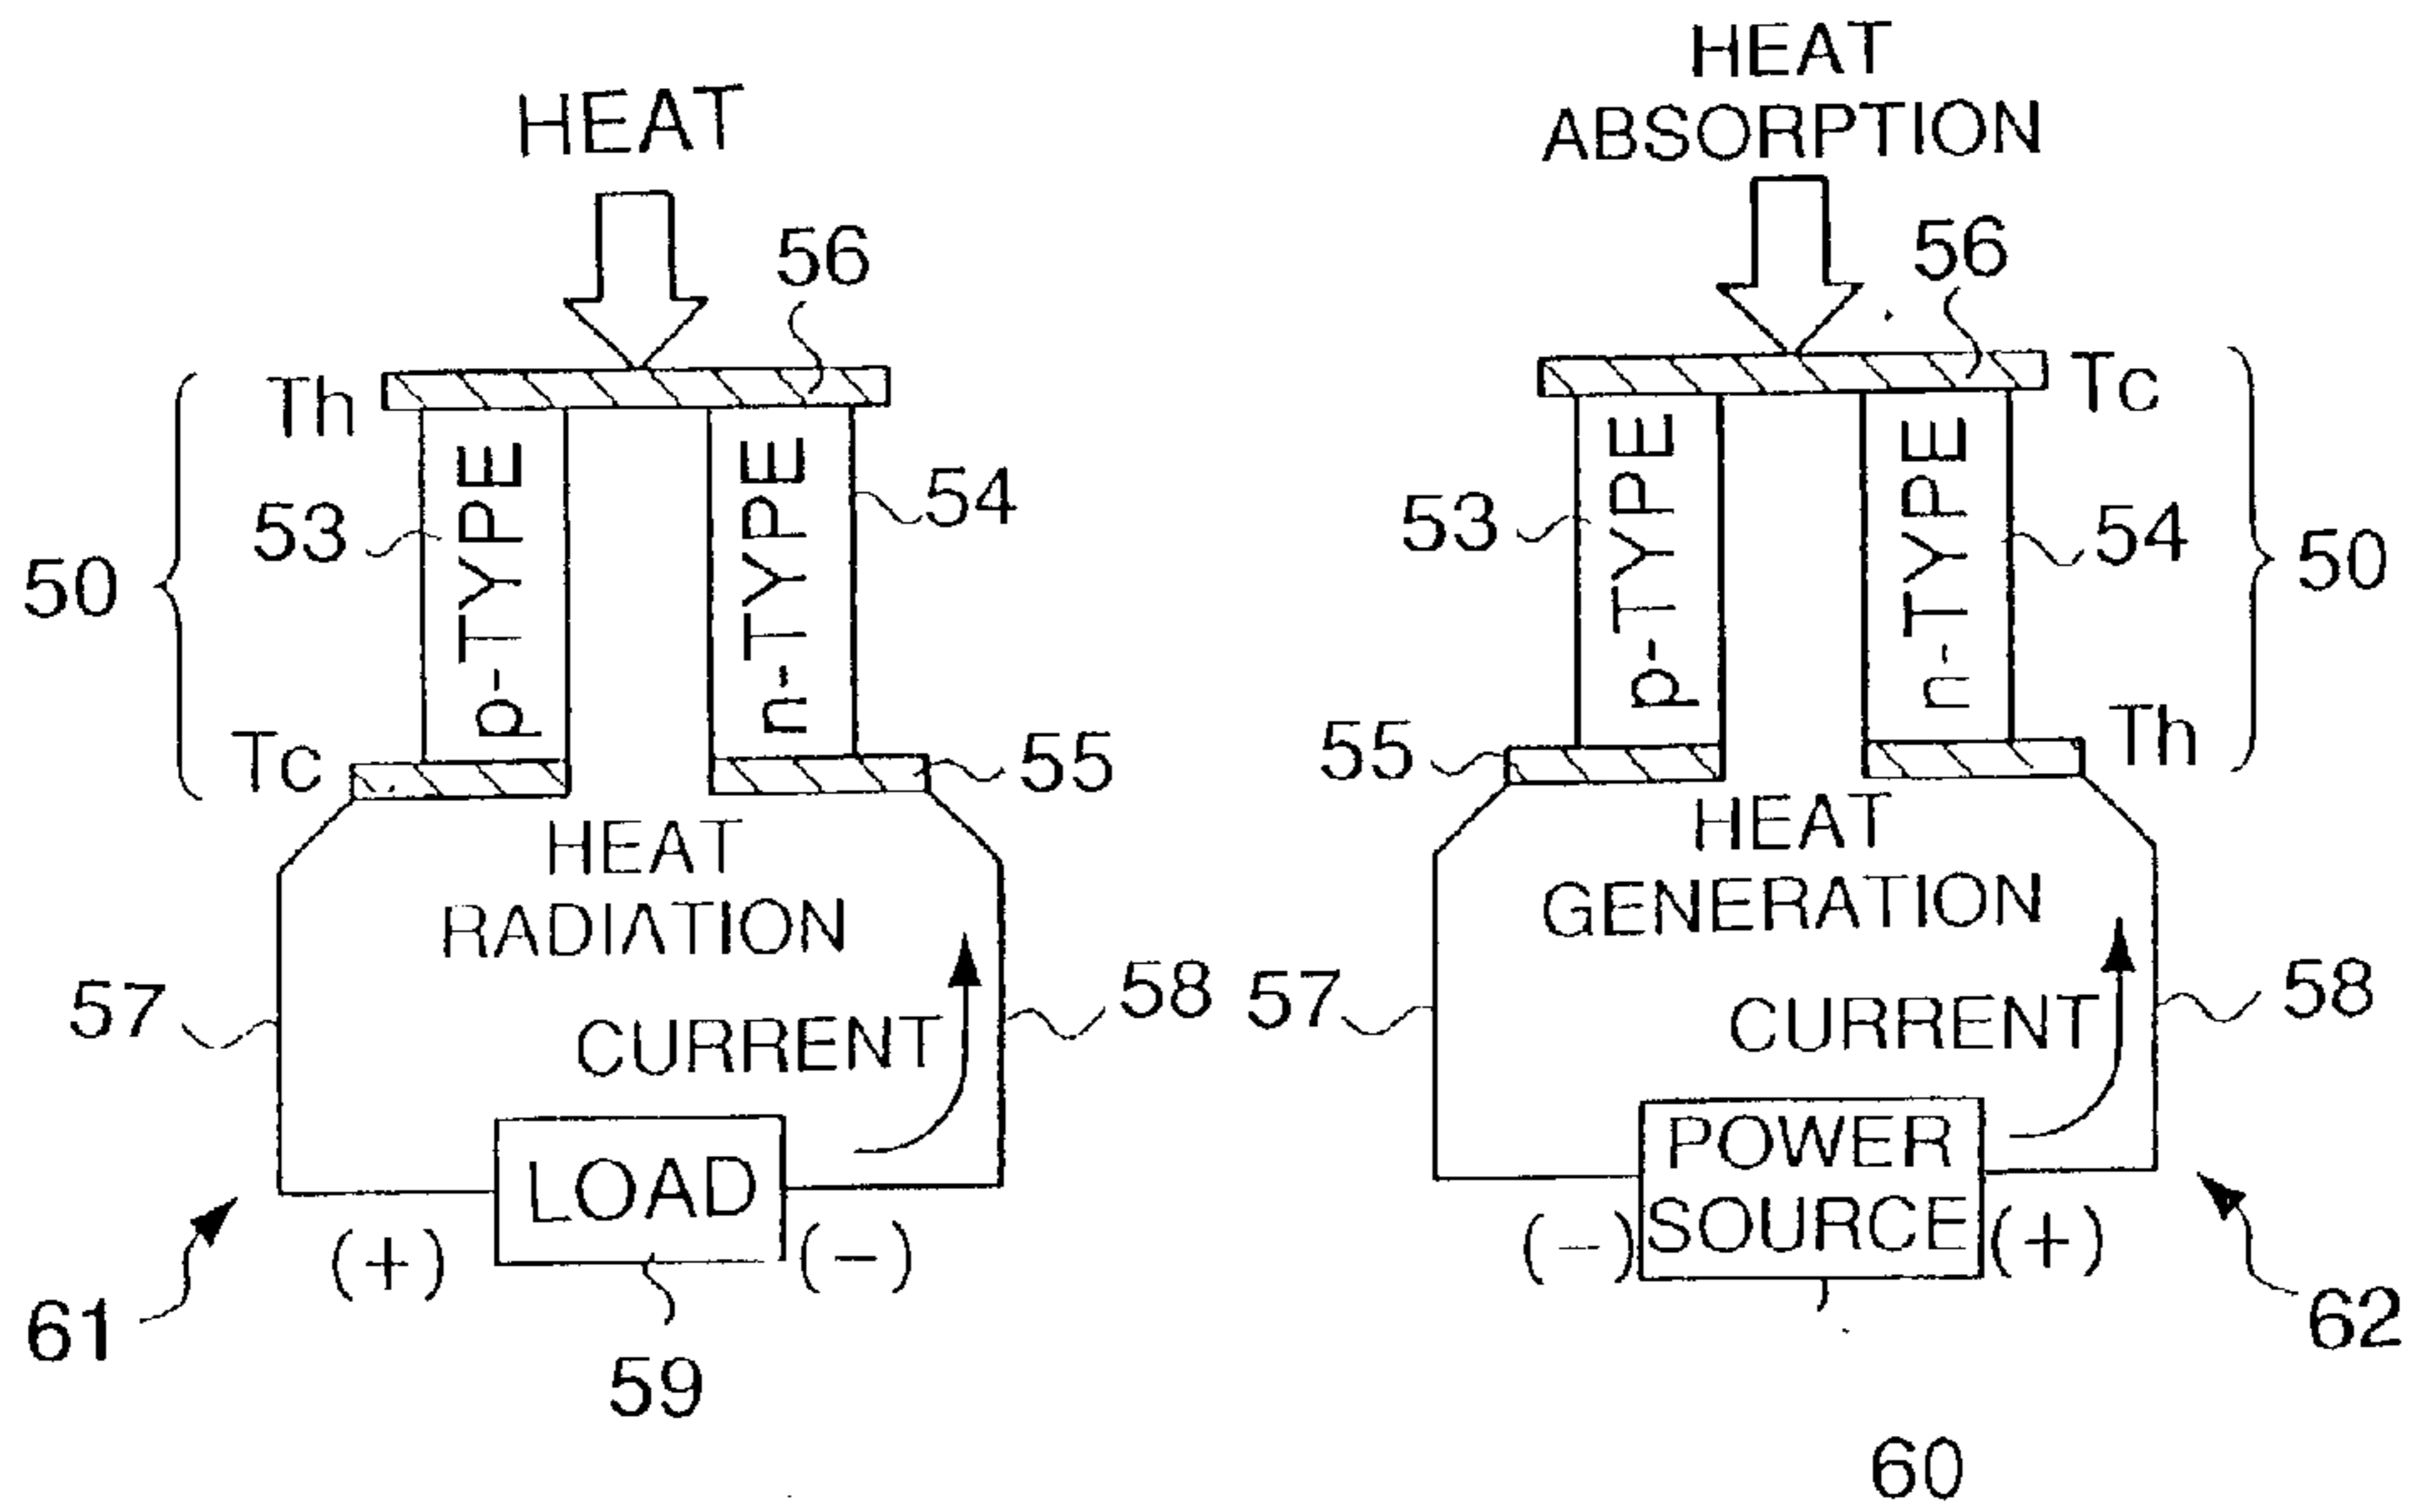 HEAT
56
Th
53
p-TYPE
n-TYPE
54
50
Tc
55
HEAT
RADIATION
57
CURRENT
58
LOAD
(+)
(-)
61
59
HEAT
ABSORPTION
56
Tc
53
p-TYPE
n-TYPE
54
50
55
Th
HEAT
GENERATION
57
CURRENT
58
POWER
SOURCE
(-)
(+)
62
60